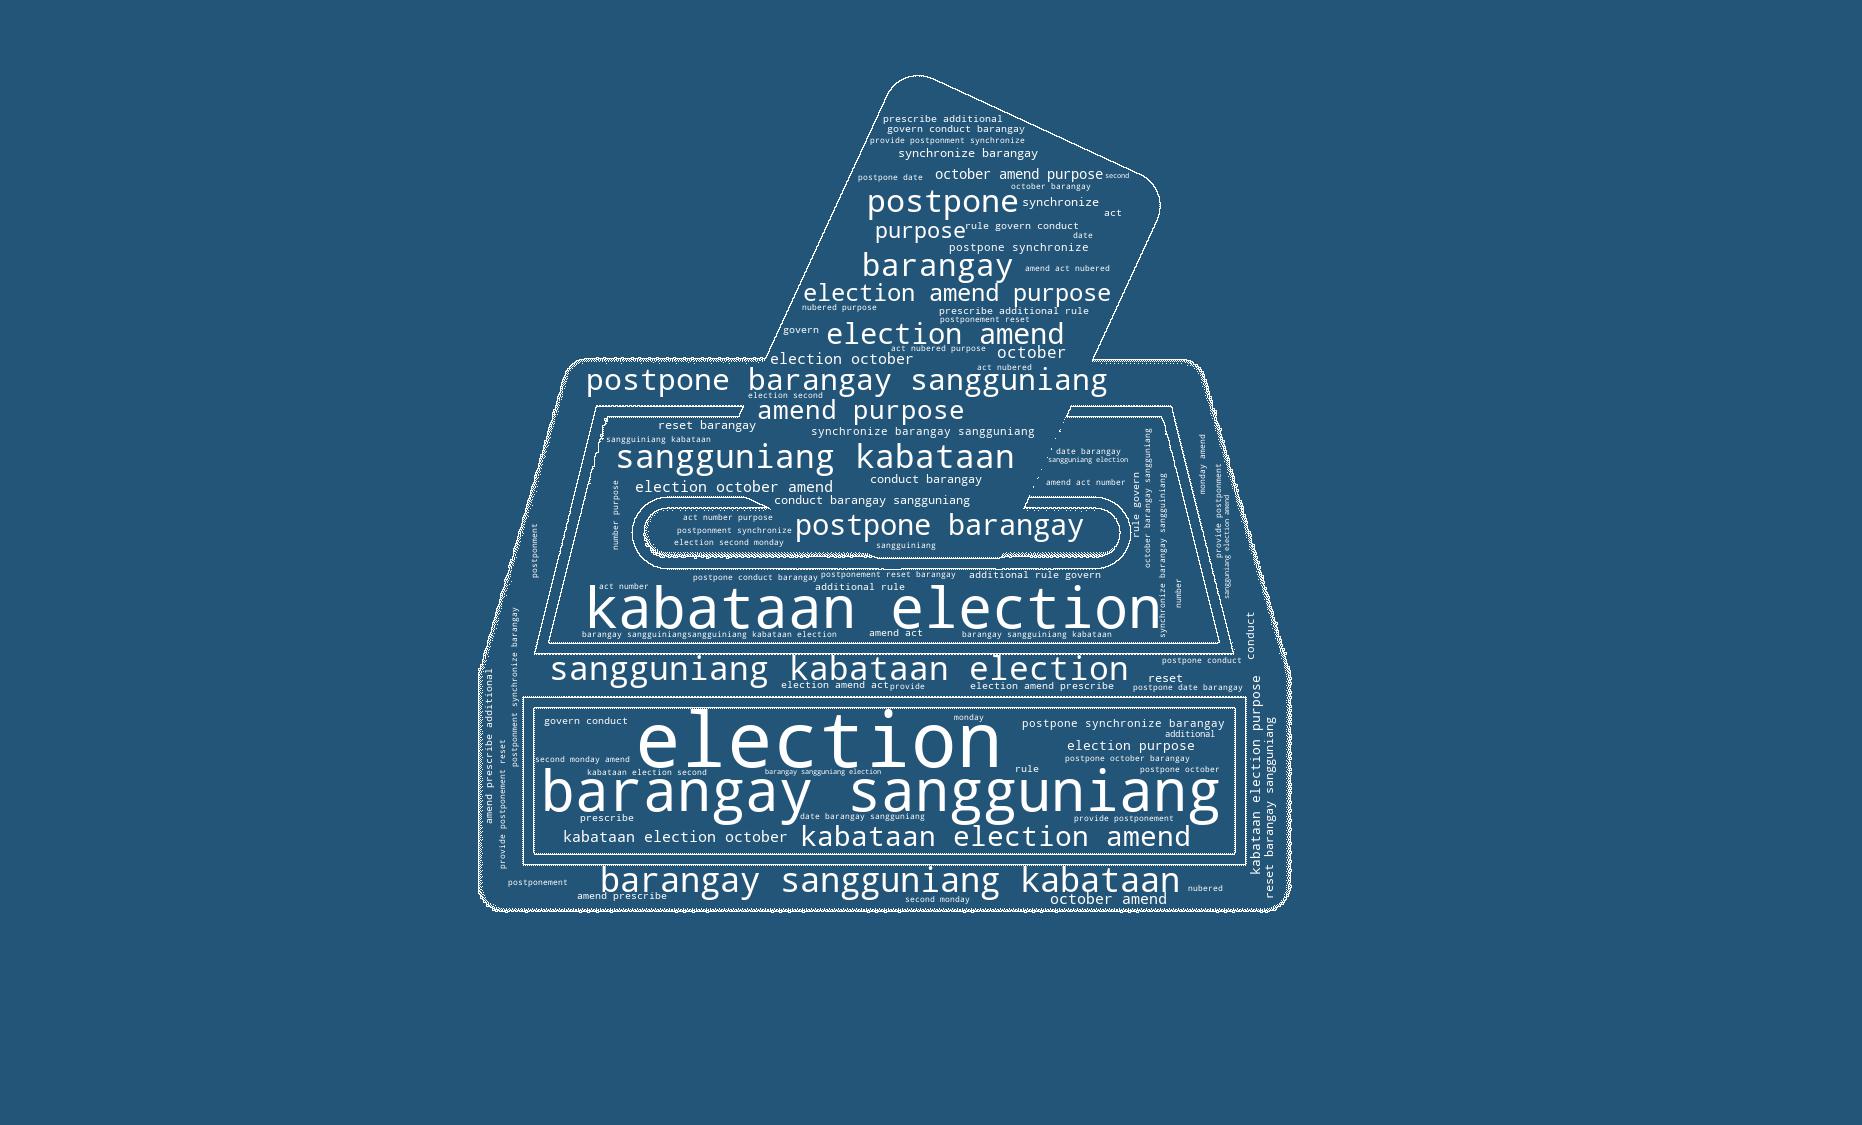 prescribe additional
govern conduct barangay
provide postponment synchronize
synchronize barangay
postpone date
october amend purpose
second
october barangay
postpone
synchronize
act
purpose
rule govern conduct
date
postpone synchronize
barangay
amend act nubered
election amend purpose
nubered purpose
prescribe additional rule
postponement reset
govern
election amend
act nubered purpose
october
election october
act nubered
postpone barangay sangguniang
election second
amend purpose
reset barangay
synchronize barangay sangguniang
sangguiniang kabataan
date barangay
sangguniang election
sangguniang kabataan
conduct barangay
amend act number
election october amend
conduct barangay sangguniang
number purpose
act number purpose
postpone barangay
postponment synchronize
election second monday
sangguiniang
rule govern
october barangay sangguniang
synchronize barangay sangguiniang
monday amend
provide postponment
sangguniang election amend
postponment
postpone conduct barangay
postponement reset barangay
additional rule govern
act number
additional rule
kabataan election
number
barangay sangguiniang
sangguiniang kabataan election
amend act
barangay sangguiniang kabataan
conduct
sangguniang kabataan election
postpone conduct
election amend act
provide
election amend prescribe
reset
postpone date barangay
postponment synchronize barangay
amend prescribe additional
provide postponement reset
govern conduct
election
monday
postpone synchronize barangay
additional
election purpose
second monday amend
postpone october barangay
kabataan election second
barangay sangguniang election
rule
postpone october
barangay sangguniang
prescribe
date barangay sangguniang
provide postponement
kabataan election october
kabataan election amend
kabataan election purpose
reset barangay sangguniang
postponement
barangay sangguniang kabataan
nubered
amend prescribe
second monday
october amend